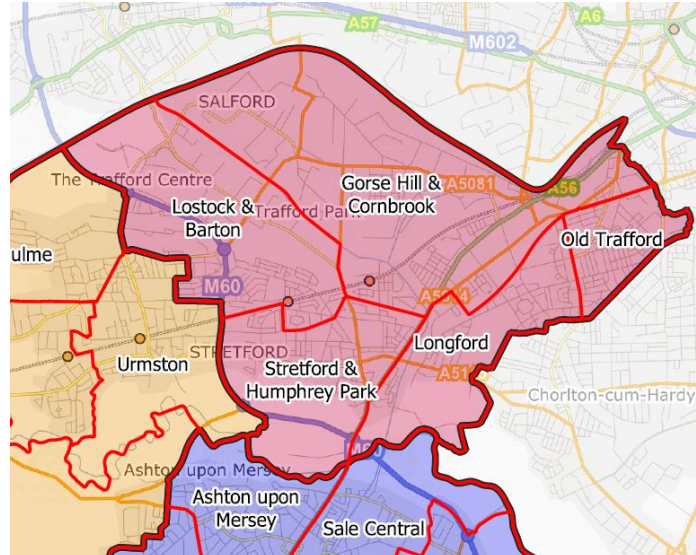 A57
A6
M602
SALFORD
The Trafford Centre
Gorse Hill &
Cornbrook
A5081
A56
Lostock &
Barton
Trafford Park
Old Trafford
ulme
M60
STRETFORD
Longford
Urmston
Stretford &
Humphrey Park
Chorlton-cum-Hardy
M60
Ashton upon Mersey
Ashton upon
Mersey
Sale Central